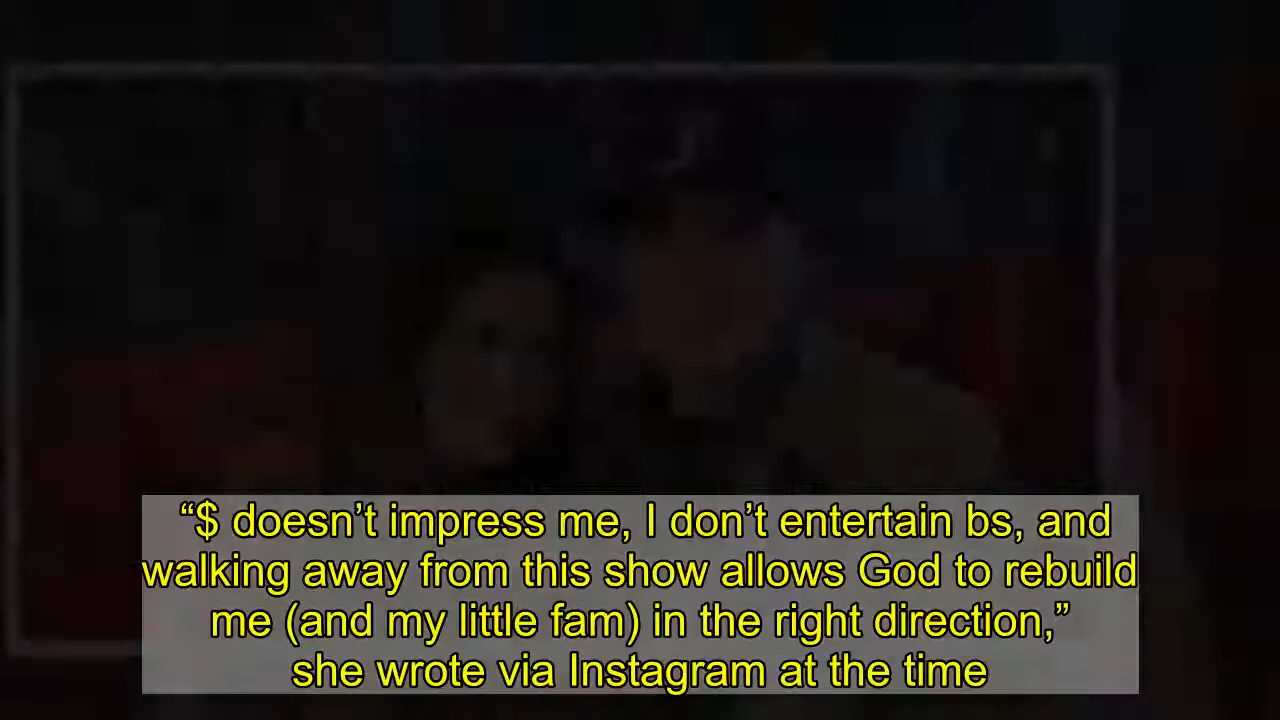 “$ doesn’t impress me, I don’t entertain bs, and
walking away from this show allows God to rebuild
me (and my little fam) in the right direction,”
she wrote via Instagram at the time